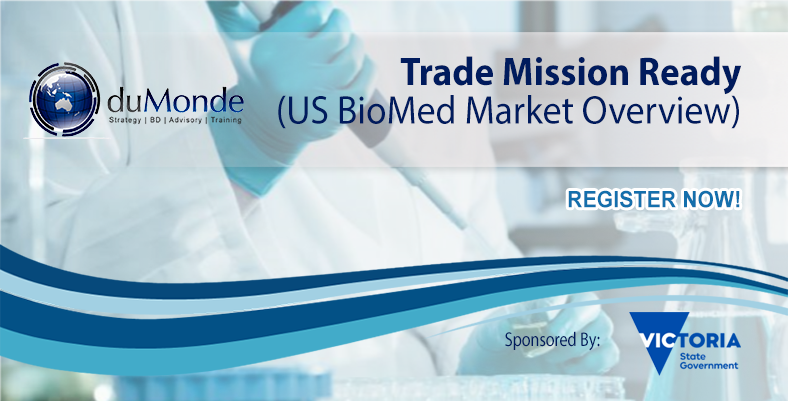 duMonde
Strategy | BD | Advisory | Training
Trade Mission Ready
(US BioMed Market Overview)
REGISTER NOW!
Sponsored By:
VICTORIA
State
Government